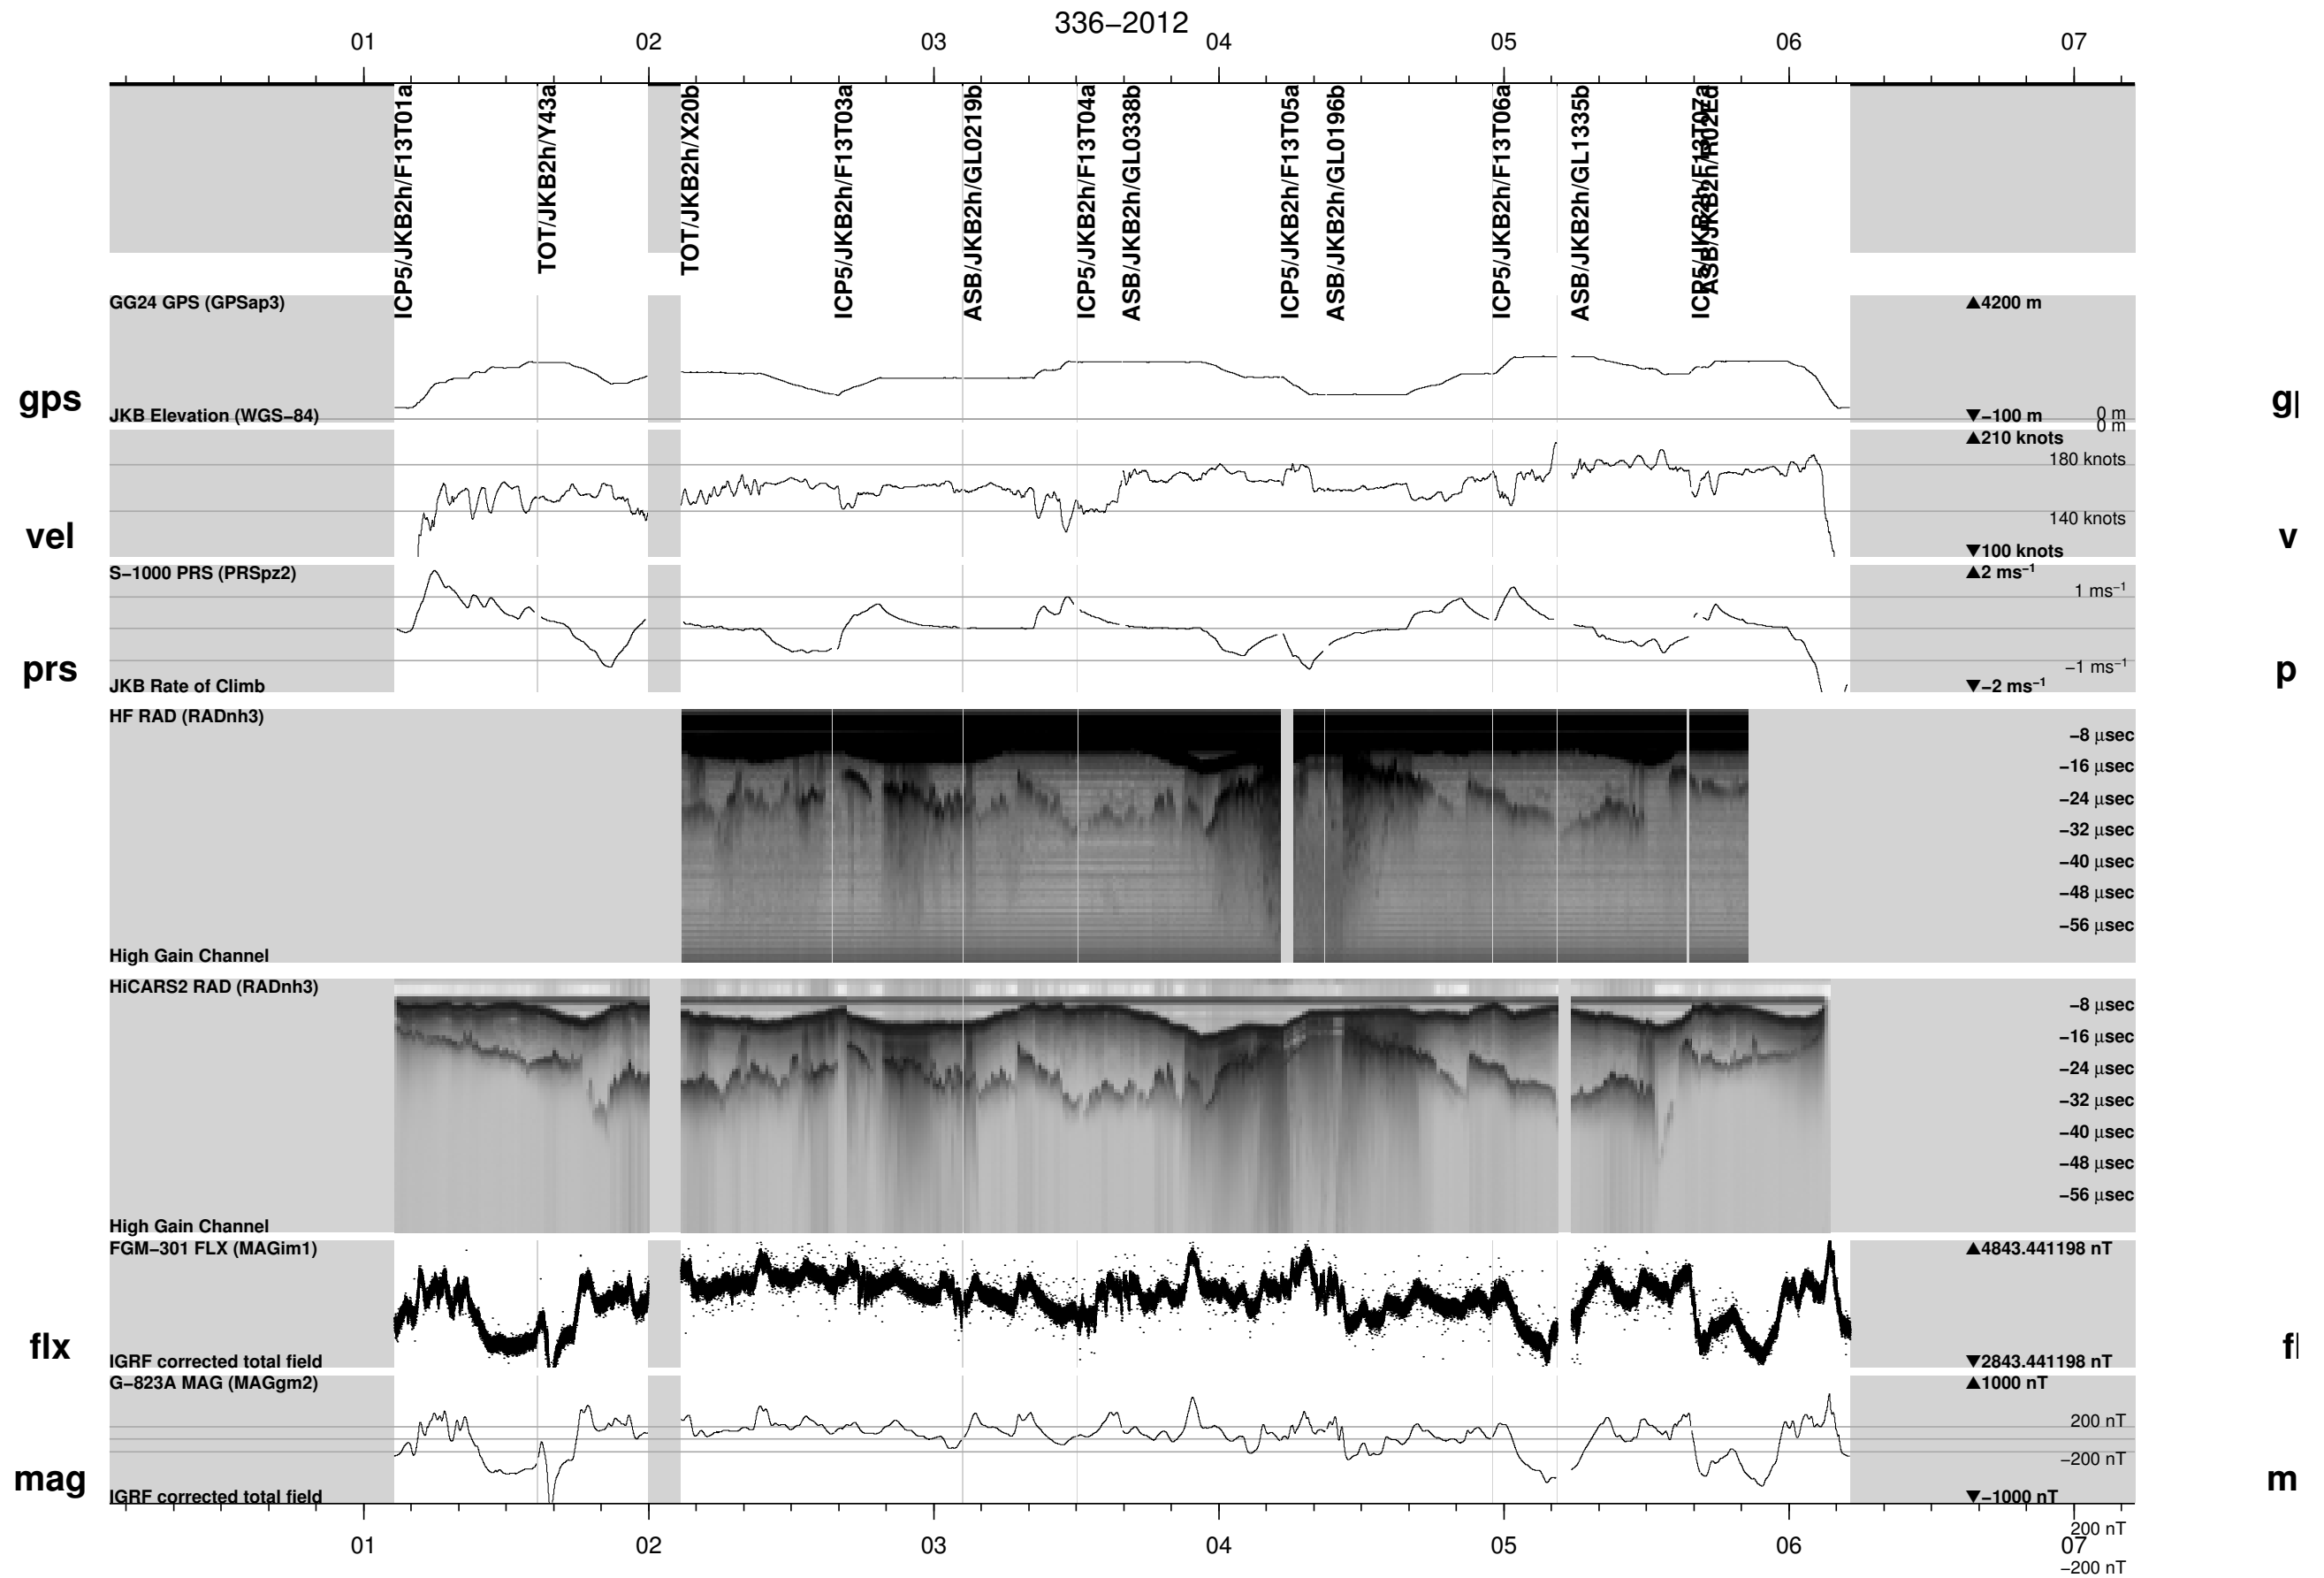 336−2012
01 02 03 04 05 06 07
ICP5/JKB2h/F13T01a
TOT/JKB2h/Y43a
TOT/JKB2h/X20b
ICP5/JKB2h/F13T03a
ASB/JKB2h/GL0219b
ICP5/JKB2h/F13T04a
ASB/JKB2h/GL0338b
ICP5/JKB2h/F13T05a
ASB/JKB2h/GL0196b
ICP5/JKB2h/F13T06a
ASB/JKB2h/GL1335b
ICP5/JKB2h/F13T07a
GG24 GPS (GPSap3) ▲4200 m
gps g
JKB Elevation (WGS−84) ▼−100 m 0 m
0 m
▲210 knots
180 knots
vel v
140 knots
▼100 knots
S−1000 PRS (PRSpz2) ▲2 ms−1
1 ms−1
prs p
−1 ms−1
JKB Rate of Climb ▼−2 ms−1
HF RAD (RADnh3)
−8 µsec
−16 µsec
−24 µsec
−32 µsec
−40 µsec
−48 µsec
−56 µsec
High Gain Channel
HiCARS2 RAD (RADnh3)
−8 µsec
−16 µsec
−24 µsec
−32 µsec
−40 µsec
−48 µsec
−56 µsec
High Gain Channel
FGM−301 FLX (MAGim1) ▲4843.441198 nT
flx f
IGRF corrected total field ▼2843.441198 nT
G−823A MAG (MAGgm2) ▲1000 nT
200 nT
−200 nT
mag m
IGRF corrected total field ▼−1000 nT
200 nT
01 02 03 04 05 06 07
−200 nT